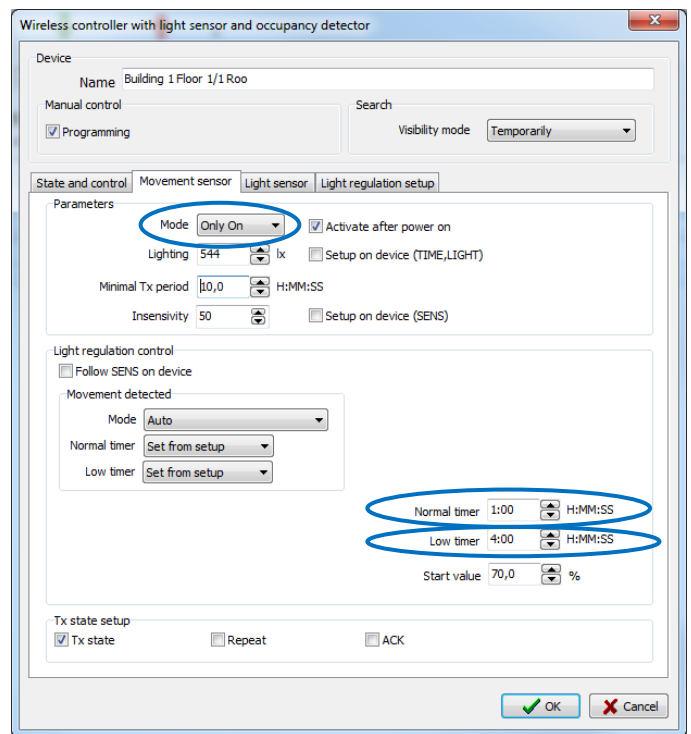 Wireless controller with light sensor and occupancy detector
Device
Name Building 1 Floor 1/1 Roo
Manual control
Programming
Search
Visibility mode Temporarily
State and control Movement sensor Light sensor Light regulation setup
Parameters
Mode Only On Activate after power on
Lighting 544 lx Setup on device (TIME,LIGHT)
Minimal Tx period 10,0 H:MM:SS
Insensivity 50 Setup on device (SENS)
Light regulation control
Follow SENS on device
Movement detected
Mode Auto
Normal timer Set from setup
Low timer Set from setup
Normal timer 1:00 H:MM:SS
Low timer 4:00 H:MM:SS
Start value 70,0 %
Tx state setup
Tx state Repeat ACK
OK Cancel